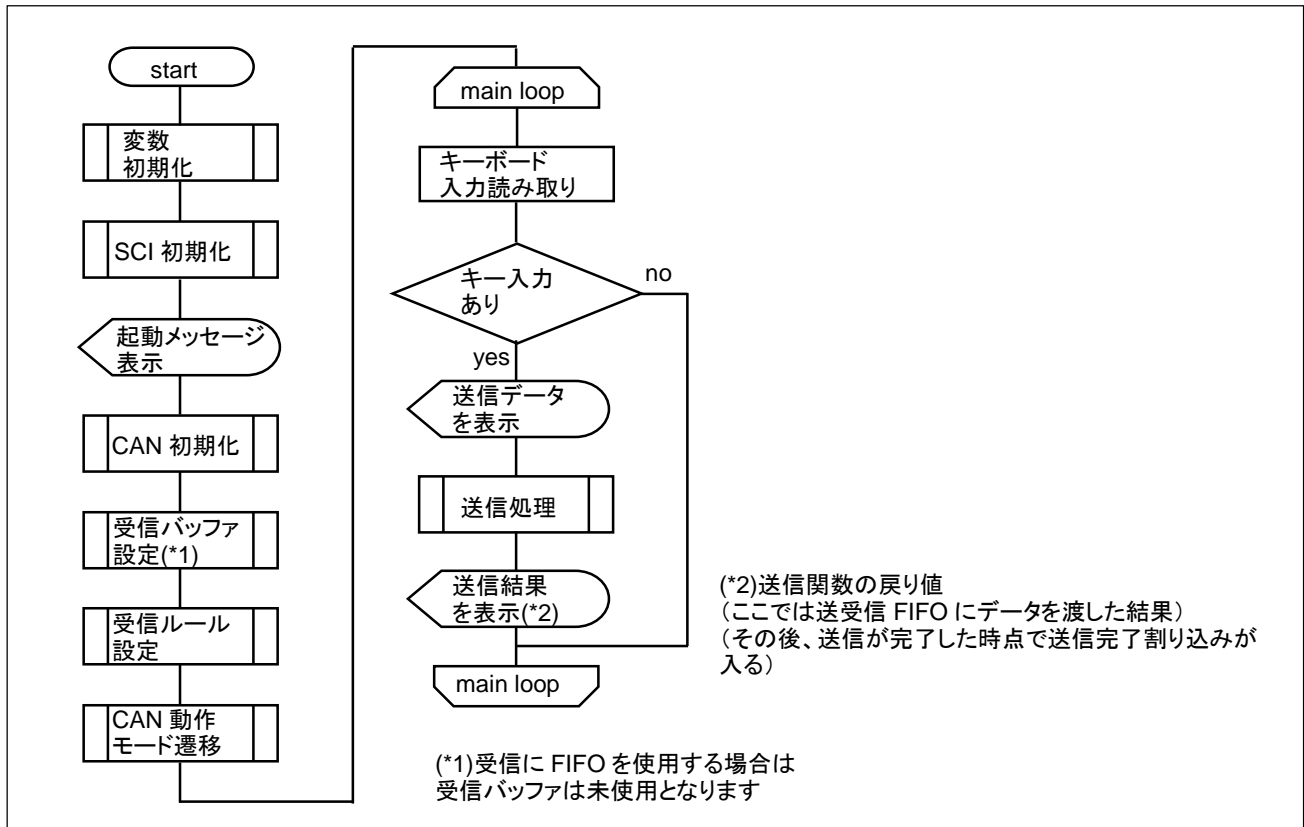 start
変数
初期化
SCI 初期化
起動メッセージ
表示
CAN 初期化
受信バッファ
設定(*1)
受信ルール
設定
CAN 動作
モード遷移
main loop
キーボード
入力読み取り
キー入力
あり
no
yes
送信データ
を表示
送信処理
送信結果
を表示(*2)
main loop
(*2)送信関数の戻り値
(ここでは送受信 FIFO にデータを渡した結果)
(その後、送信が完了した時点で送信完了割り込みが
入る)
(*1)受信に FIFO を使用する場合は
受信バッファは未使用となります